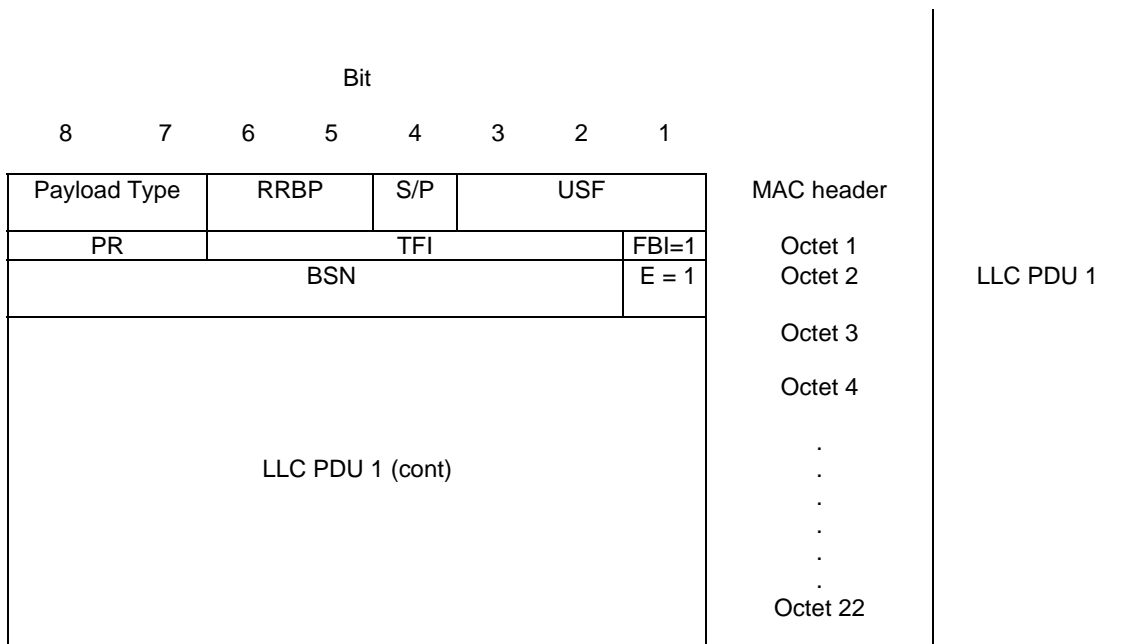 Bit
8 7 6 5 4 3 2 1
Payload Type RRBP S/P USF MAC header
PR TFI FBI=1 Octet 1
BSN E = 1 Octet 2 LLC PDU 1
Octet 3
Octet 4
.
LLC PDU 1 (cont) .
.
.
.
.
Octet 22